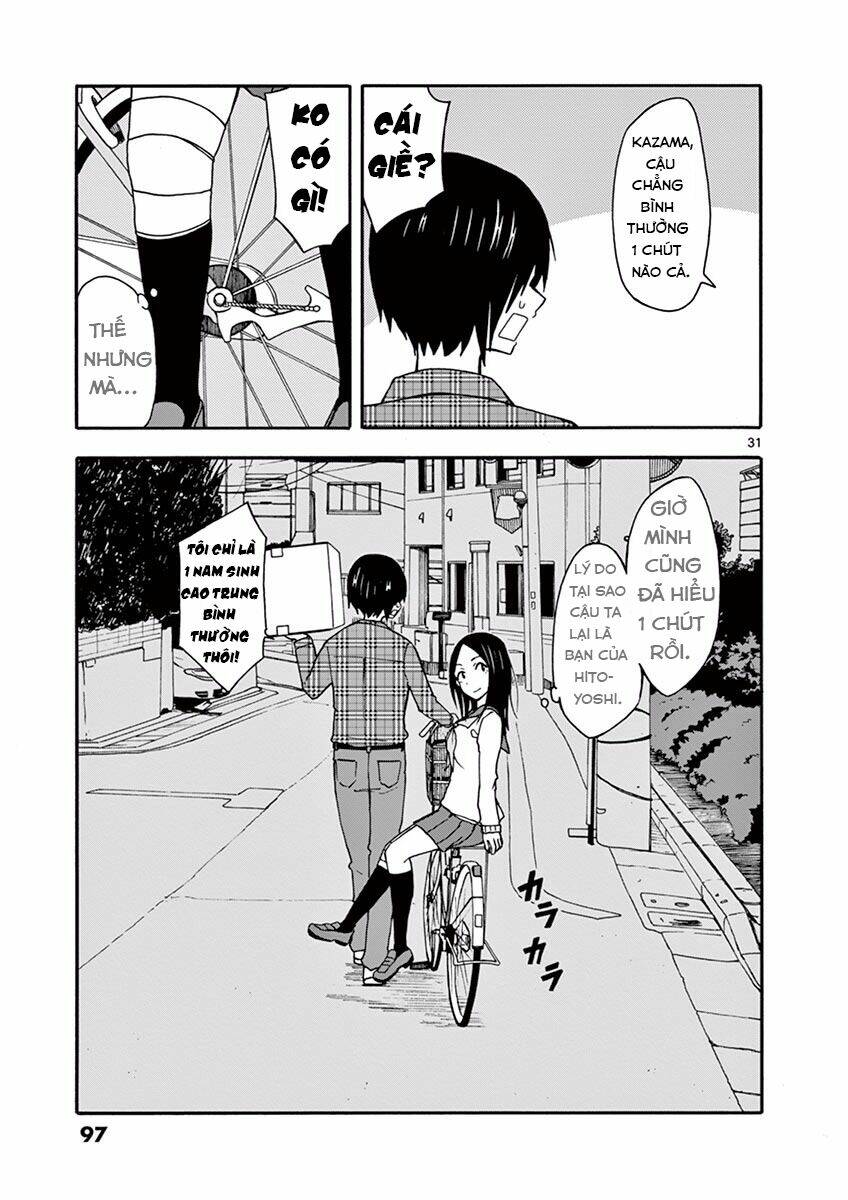 KAZAMA,
CẬU
CHẲNG
BÌNH
THƯỜNG
1 CHÚT
NÀO CẢ.
CÁI
GIỀ?
KO
CÓ
GÌ!
THẾ
NHƯNG
MÀ...
31
GIỜ
MÌNH
CŨNG
ĐÃ HIỂU
1 CHÚT
RỒI.
LÝ DO
TẠI SAO
CẬU TA
LẠI LÀ
BẠN CỦA
HITO-
YOSHI.
TÔI CHỈ LÀ
1 NAM SINH
CAO TRUNG
BÌNH
THƯỜNG
THÔI!
カラカラ
97